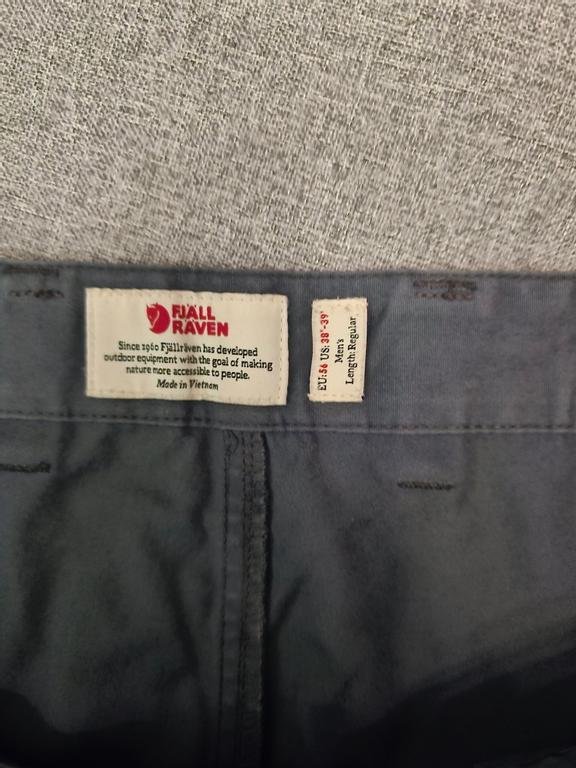 FJÄLL
RÄVEN
Since 1960 Fjällräven has developed
outdoor equipment with the goal of making
nature more accessible to people.
Made in Vietnam
EU:56 US:38"-39"
Men's
Length: Regular